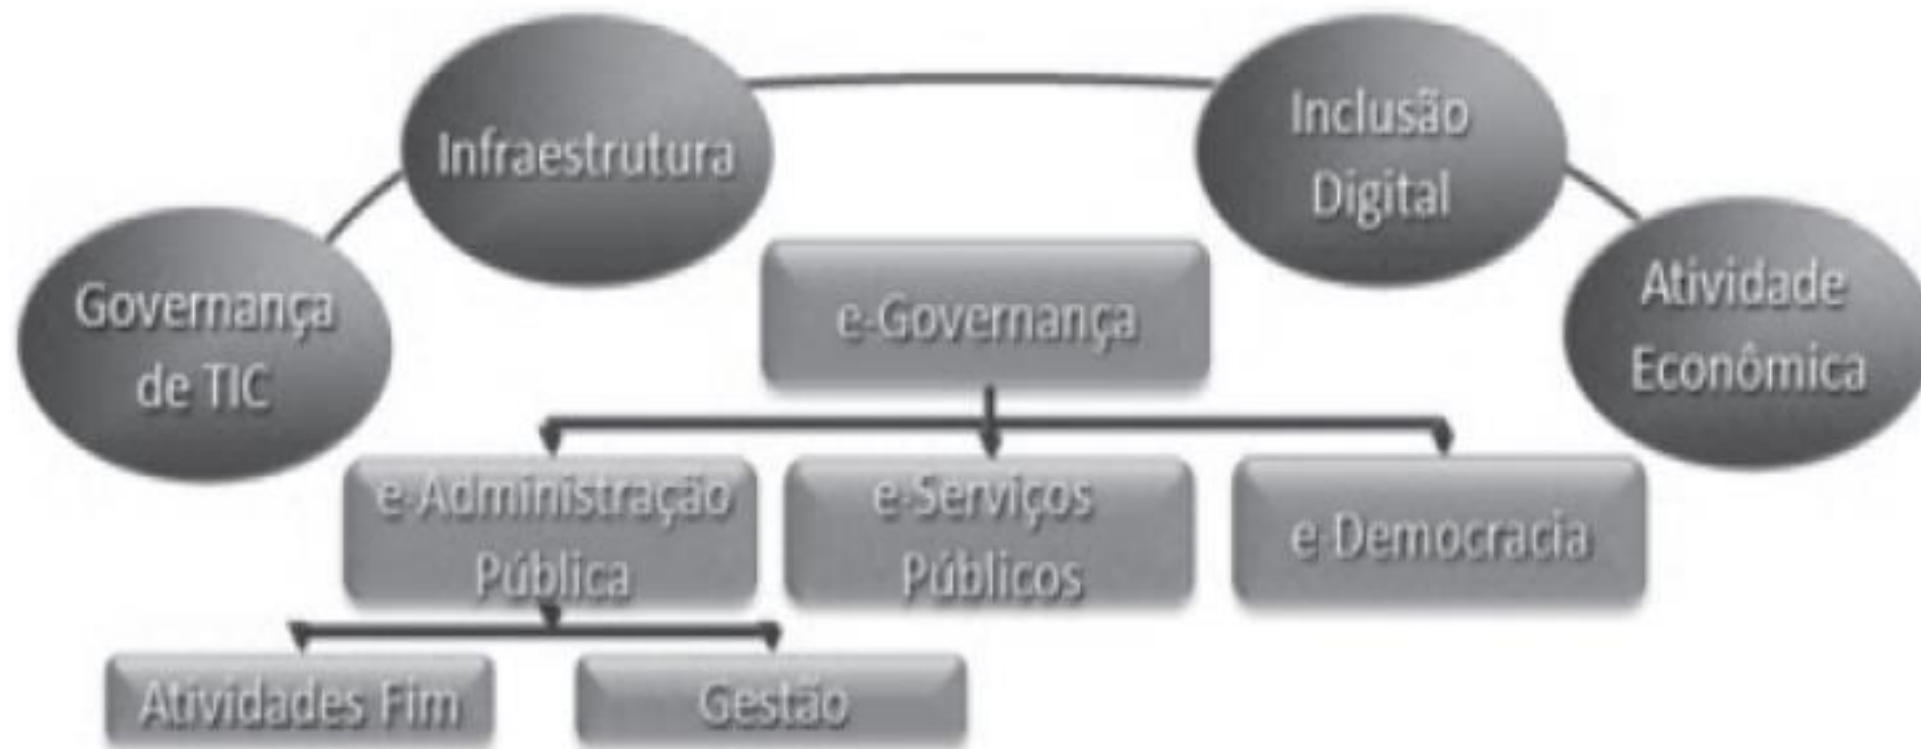 Infraestrutura
Inclusão
Digital
Governança
de TIC
e-Governança
Atividade
Econômica
e-Administração
Pública
e-Serviços
Públicos
e-Democracia
Atividades Fim
Gestão